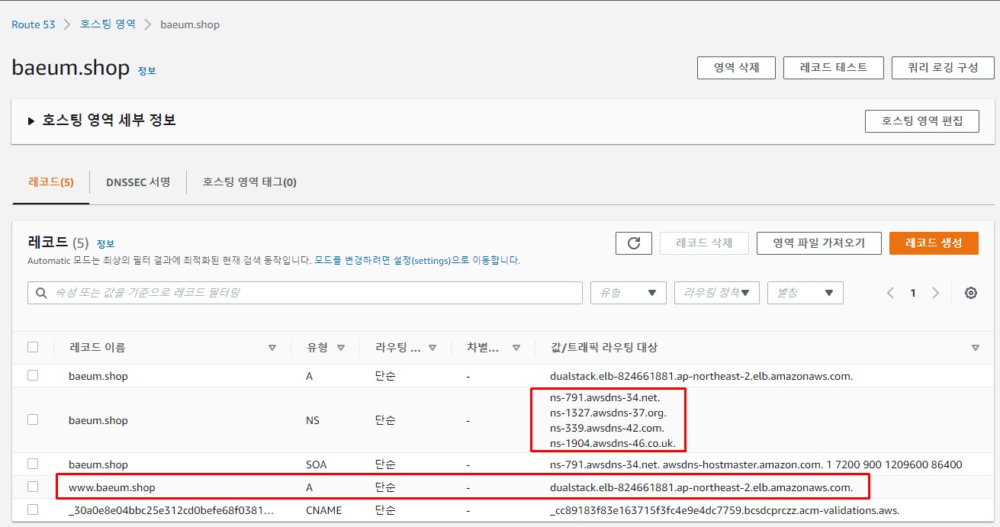 Route 53 > 호스팅 영역 > baeum.shop
baeum.shop 정보
영역 삭제 레코드 테스트 쿼리 로깅 구성
호스팅 영역 세부 정보 호스팅 영역 편집
레코드(5) DNSSEC 서명 호스팅 영역 태그(0)
레코드 (5) 정보
레코드 삭제 영역 파일 가져오기 레코드 생성
Automatic 모드는 최상의 필터 결과에 최적화된 현재 검색 동작입니다. 모드를 변경하려면 설정(settings)으로 이동합니다.
속성 또는 값을 기준으로 레코드 필터링 유형 라우팅 정책 별칭 1
레코드 이름 유형 라우팅 ... 차별... 값/트래픽 라우팅 대상
baeum.shop A 단순 - dualstack.elb-824661881.ap-northeast-2.elb.amazonaws.com.
baeum.shop NS 단순 - ns-791.awsdns-34.net.
ns-1327.awsdns-37.org.
ns-339.awsdns-42.com.
ns-1904.awsdns-46.co.uk.
baeum.shop SOA 단순 - ns-791.awsdns-34.net. awsdns-hostmaster.amazon.com. 1 7200 900 1209600 86400
www.baeum.shop A 단순 - dualstack.elb-824661881.ap-northeast-2.elb.amazonaws.com.
_30a0e8e04bbc25e312cd0befe68f0381... CNAME 단순 - _cc89183f83e163715f3fc4e9e4dc7759.bcsdcprczz.acm-validations.aws.